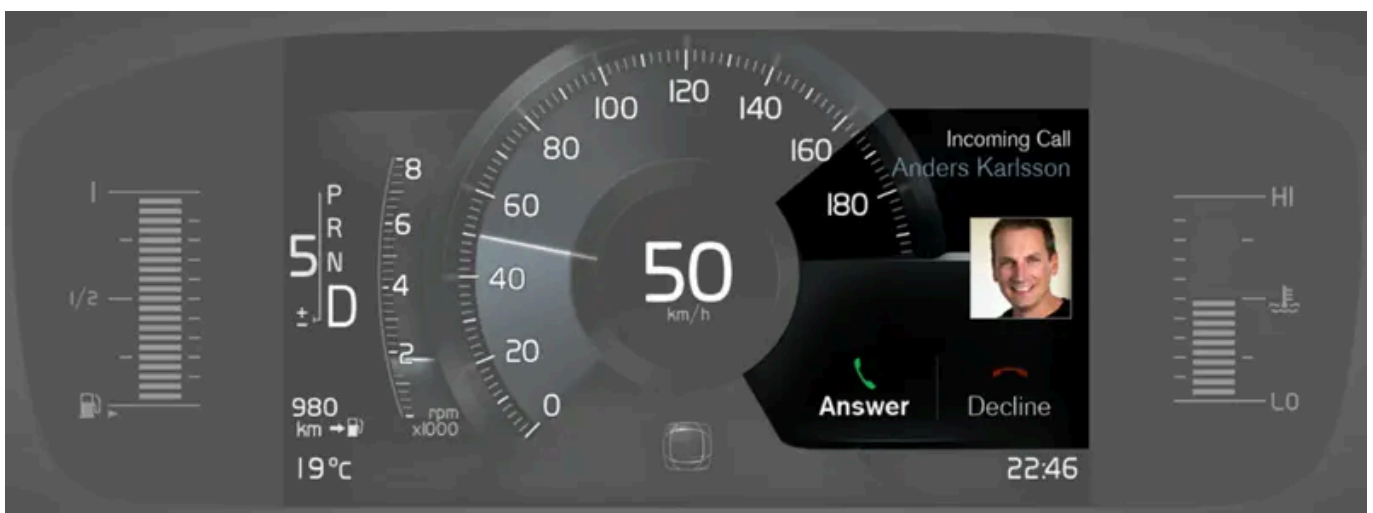 1
1/2
5
P
R
N
D
±
8
6
4
2
rpm
x1000
980
km
19°C
0
20
40
60
80
100
120
140
160
180
50
km/h
Incoming Call
Anders Karlsson
Answer
Decline
22:46
HI
LO